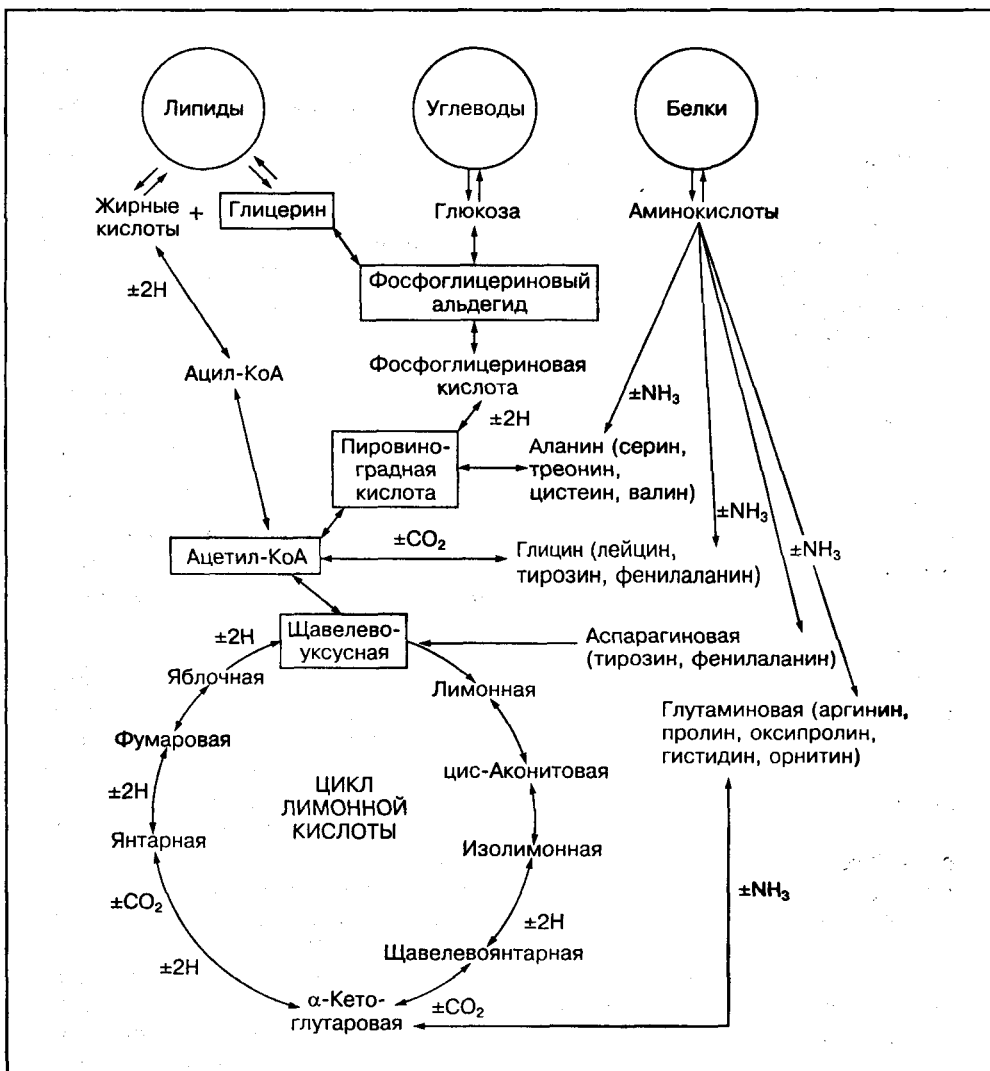 Липиды
Углеводы
Белки
Жирные
кислоты
+
Глицерин
Глюкоза
Аминокислоты
±2H
Фосфоглицериновый
альдегид
Ацил-КоА
Фосфоглицериновая
кислота
±2H
±NH₃
Пировино-
градная
кислота
Аланин (серин,
треонин,
цистеин, валин)
±NH₃
±NH₃
Ацетил-КоА
±CO₂
Глицин (лейцин,
тирозин, фенилаланин)
±2H
Щавелево-
уксусная
Аспарагиновая
(тирозин, фенилаланин)
Яблочная
Лимонная
Глутаминовая (аргинин,
пролин, оксипролин,
гистидин, орнитин)
Фумаровая
цис-Аконитовая
±2H
ЦИКЛ
ЛИМОННОЙ
КИСЛОТЫ
Янтарная
Изолимонная
±NH₃
±CO₂
±2H
Щавелевоянтарная
±2H
α-Кето-
глутаровая
±CO₂